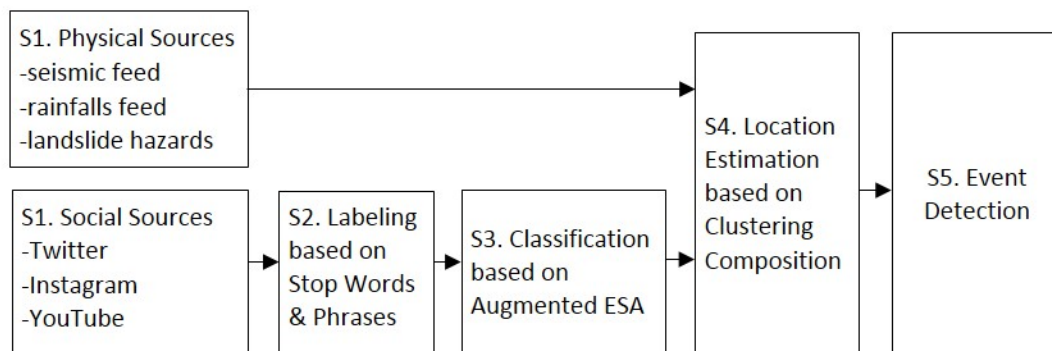 S1. Physical Sources
-seismic feed
-rainfalls feed
-landslide hazards
S1. Social Sources
-Twitter
-Instagram
-YouTube
S2. Labeling
based on
Stop Words
& Phrases
S3. Classification
based on
Augmented ESA
S4. Location
Estimation
based on
Clustering
Composition
S5. Event
Detection